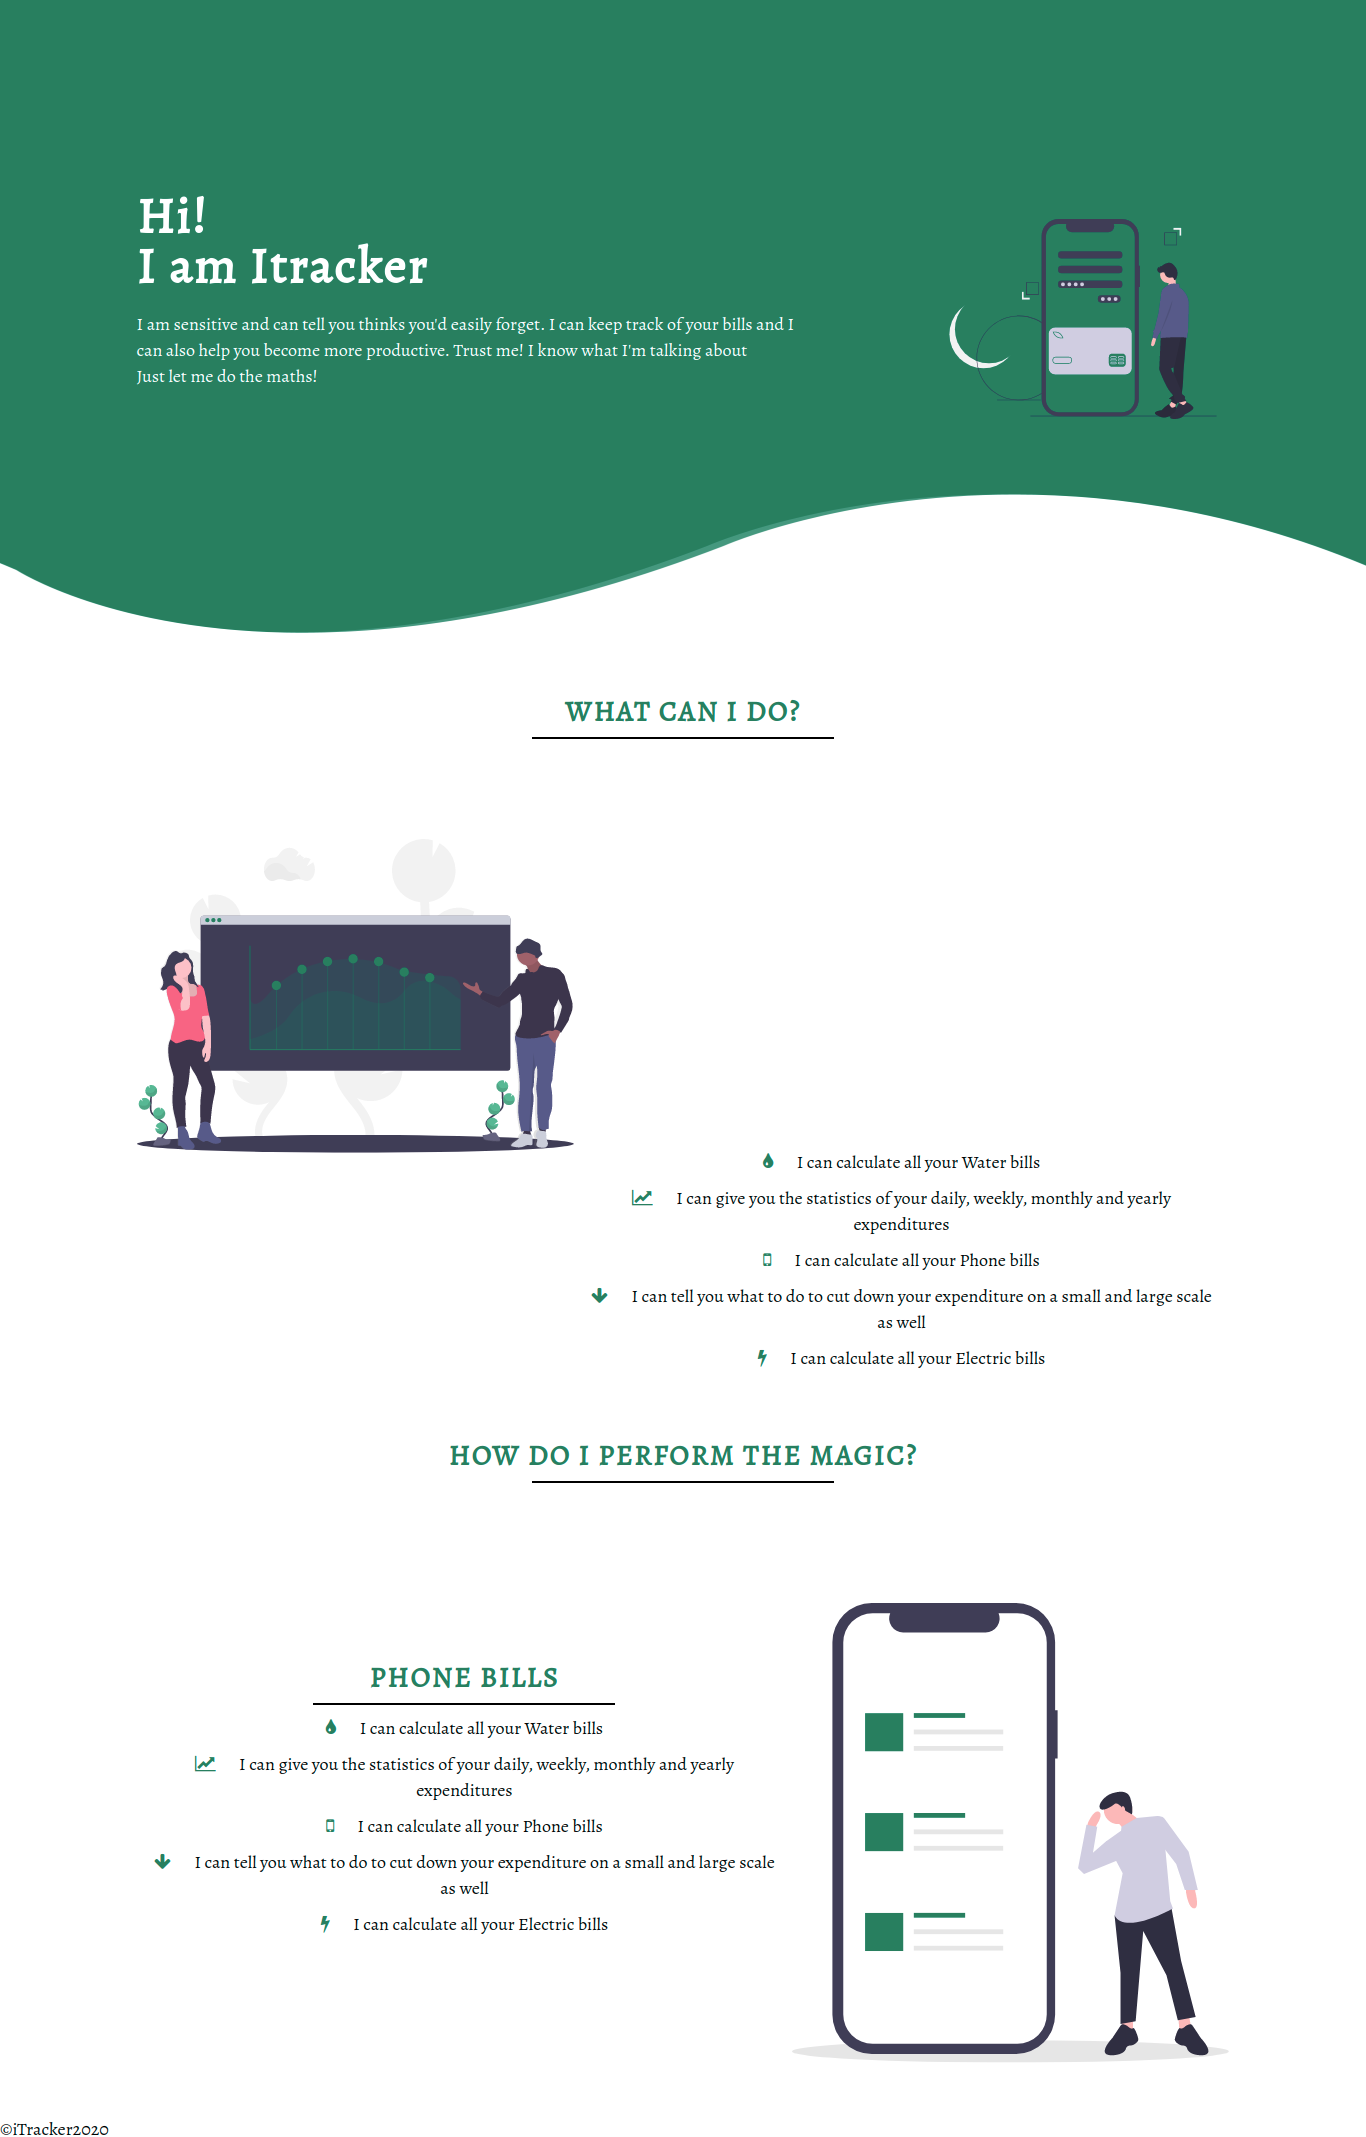 Hi!
I am Itracker
I am sensitive and can tell you thinks you'd easily forget. I can keep track of your bills and I
can also help you become more productive. Trust me! I know what I'm talking about
Just let me do the maths!
WHAT CAN I DO?
I can calculate all your Water bills
I can give you the statistics of your daily, weekly, monthly and yearly
expenditures
I can calculate all your Phone bills
I can tell you what to do to cut down your expenditure on a small and large scale
as well
I can calculate all your Electric bills
HOW DO I PERFORM THE MAGIC?
PHONE BILLS
I can calculate all your Water bills
I can give you the statistics of your daily, weekly, monthly and yearly
expenditures
I can calculate all your Phone bills
I can tell you what to do to cut down your expenditure on a small and large scale
as well
I can calculate all your Electric bills
©iTracker2020